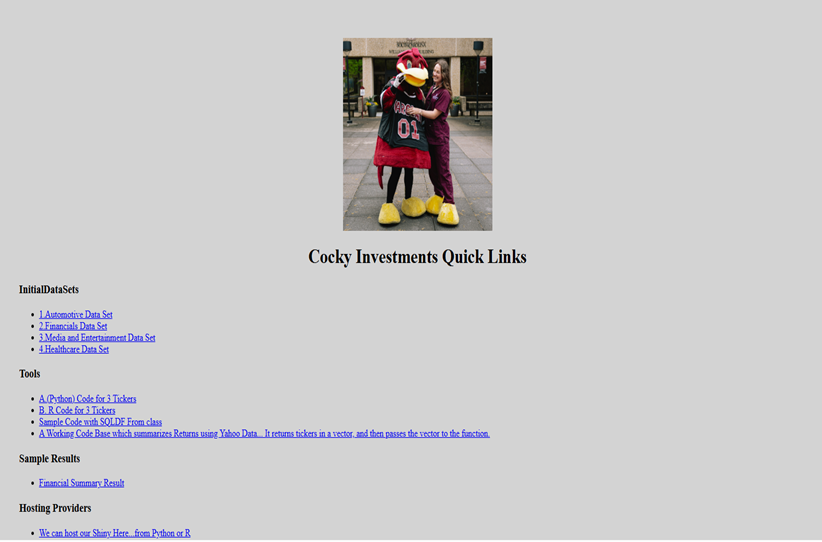 01
Cocky Investments Quick Links
InitialDataSets
1.Automotive Data Set
2.Financials Data Set
3.Media and Entertainment Data Set
4.Healthcare Data Set
Tools
A.(Python) Code for 3 Tickers
B. R Code for 3 Tickers
Sample Code with SQLDF From class
A Working Code Base which summarizes Returns using Yahoo Data... It returns tickers in a vector, and then passes the vector to the function.
Sample Results
Financial Summary Result
Hosting Providers
We can host our Shiny Here...from Python or R